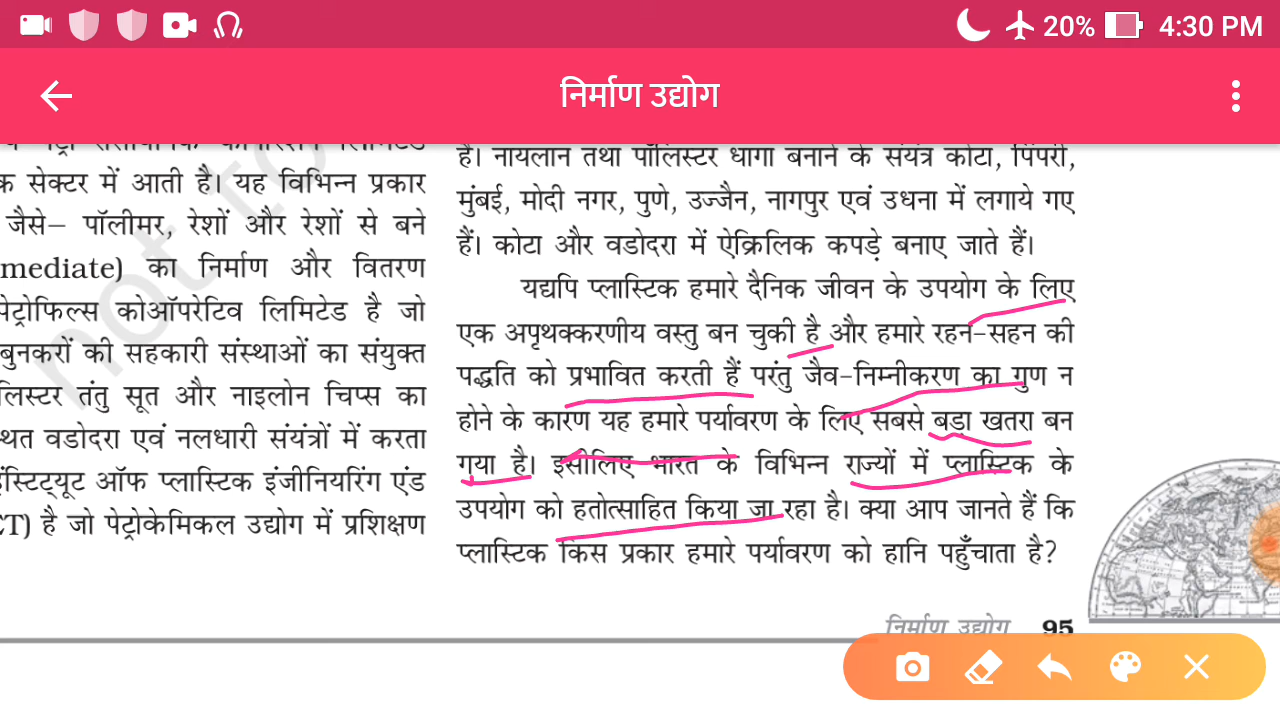 20% 4:30 PM
निर्माण उद्योग
क सेक्टर में आती है। यह विभिन्न प्रकार
जैसे– पॉलीमर, रेशों और रेशों से बने
mediate) का निर्माण और वितरण
पेट्रोफिल्स कोऑपरेटिव लिमिटेड है जो
बुनकरों की सहकारी संस्थाओं का संयुक्त
लिस्टर तंतु सूत और नाइलोन चिप्स का
थत वडोदरा एवं नलधारी संयंत्रों में करता
इंस्टिट्यूट ऑफ प्लास्टिक इंजीनियरिंग एंड
CT) है जो पेट्रोकेमिकल उद्योग में प्रशिक्षण
है। नायलोन तथा पॉलिस्टर धागा बनाने के संयंत्र कोटा, पिंपरी,
मुंबई, मोदी नगर, पुणे, उज्जैन, नागपुर एवं उधना में लगाये गए
हैं। कोटा और वडोदरा में ऐक्रिलिक कपड़े बनाए जाते हैं।
यद्यपि प्लास्टिक हमारे दैनिक जीवन के उपयोग के लिए
एक अपृथक्करणीय वस्तु बन चुकी है और हमारे रहन-सहन की
पद्धति को प्रभावित करती हैं परंतु जैव-निम्नीकरण का गुण न
होने के कारण यह हमारे पर्यावरण के लिए सबसे बडा खतरा बन
गया है। इसीलिए भारत के विभिन्न राज्यों में प्लास्टिक के
उपयोग को हतोत्साहित किया जा रहा है। क्या आप जानते हैं कि
प्लास्टिक किस प्रकार हमारे पर्यावरण को हानि पहुँचाता है?
निर्माण उद्योग 95
not to